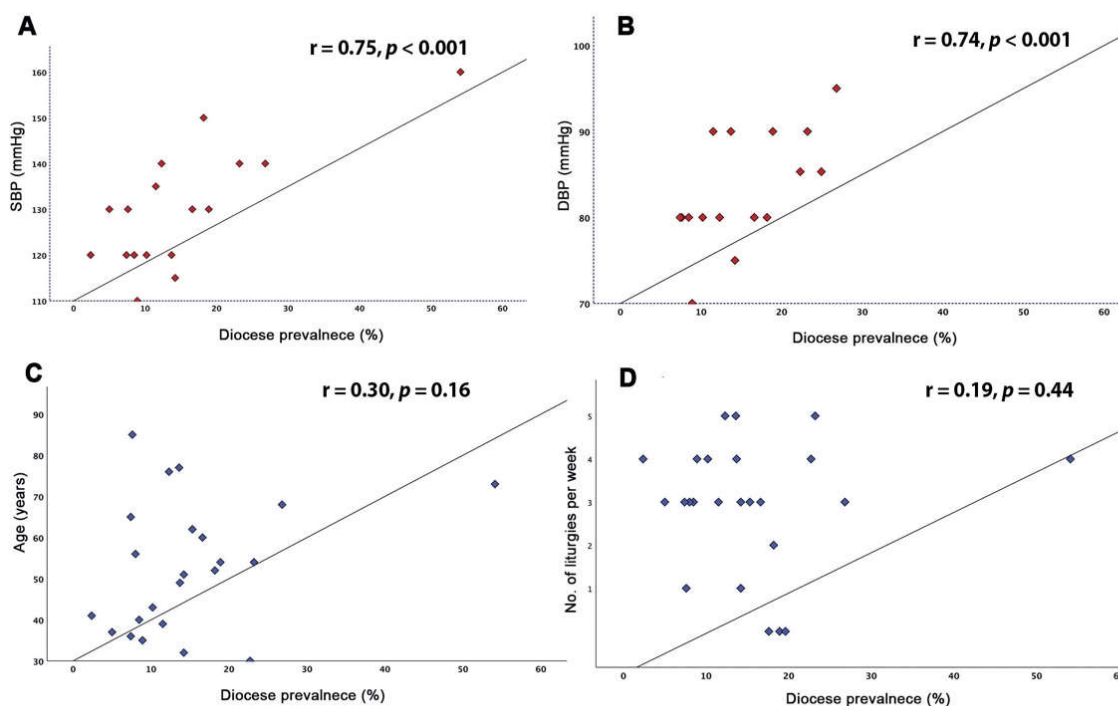 A
r = 0.75, p < 0.001
SBP (mmHg)
160
150
140
130
120
110
0 10 20 30 40 50 60
Diocese prevalnece (%)
B
r = 0.74, p < 0.001
DBP (mmHg)
100
90
80
70
0 10 20 30 40 50 60
Diocese prevalnece (%)
C
r = 0.30, p = 0.16
Age (years)
90
80
70
60
50
40
30
0 10 20 30 40 50 60
Diocese prevalnece (%)
D
r = 0.19, p = 0.44
No. of liturgies per week
5
4
3
2
1
0 10 20 30 40 50 60
Diocese prevalnece (%)